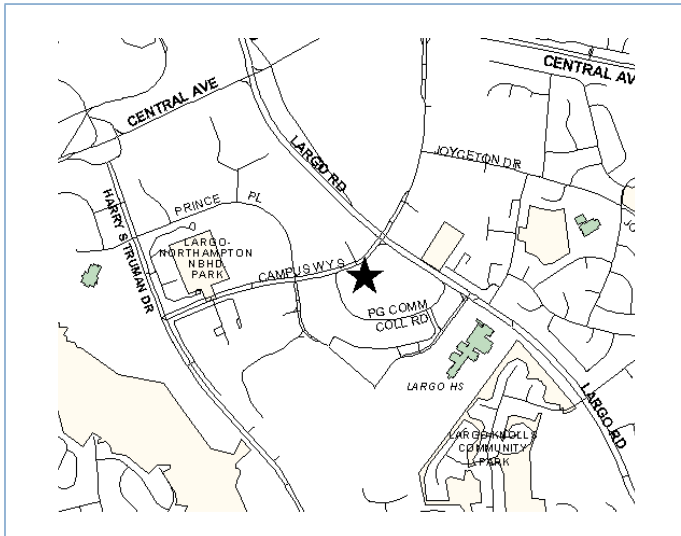 CENTRAL AVE
CENTRAL AV
LARGO RD
JOYCETON DR
HARRY S TRUMAN DR
PRINCE PL
LARGO-
NORTHAMPTON
NBHD
PARK
CAMPUS WY S
PG COMM
COLL RD
LARGO HS
LARGO RD
LARGO KNOLLS
COMMUNITY
PARK